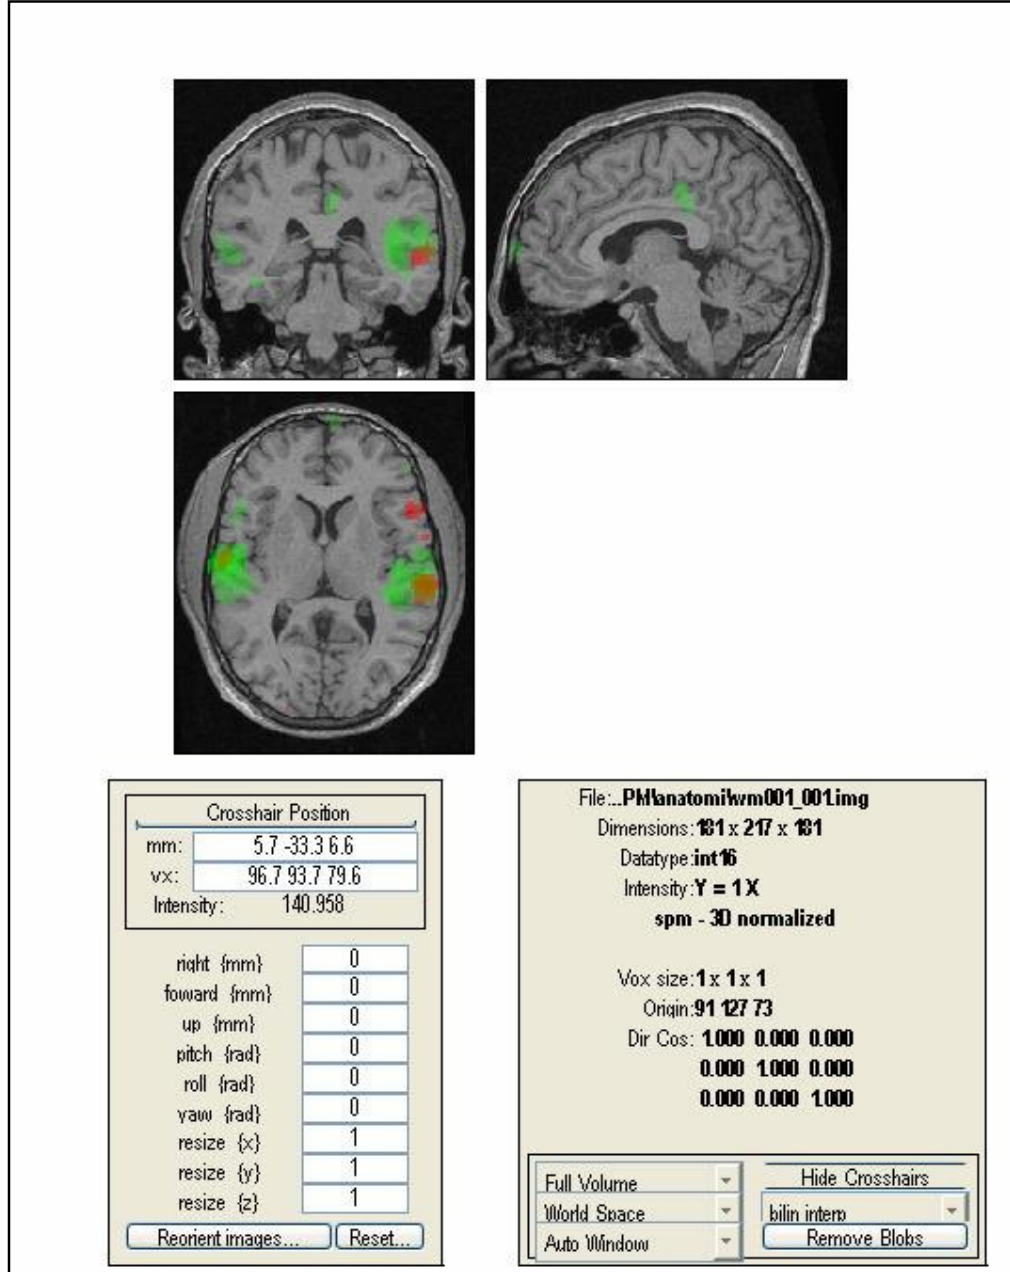 Crosshair Position
mm: 5.7 -33.3 6.6
vx: 96.7 93.7 79.6
Intensity: 140.958
right {mm} 0
foward {mm} 0
up {mm} 0
pitch {rad} 0
roll {rad} 0
yaw {rad} 0
resize {x} 1
resize {y} 1
resize {z} 1
Reorient images... Reset...
File:..PM\anatomi\wm001_001.img
Dimensions: 181 x 217 x 181
Datatype: int16
Intensity: Y = 1 X
spm - 3D normalized
Vox size: 1 x 1 x 1
Origin: 91 127 73
Dir Cos: 1.000 0.000 0.000
0.000 1.000 0.000
0.000 0.000 1.000
Full Volume
World Space
Auto Window
Hide Crosshairs
bilin interp
Remove Blobs